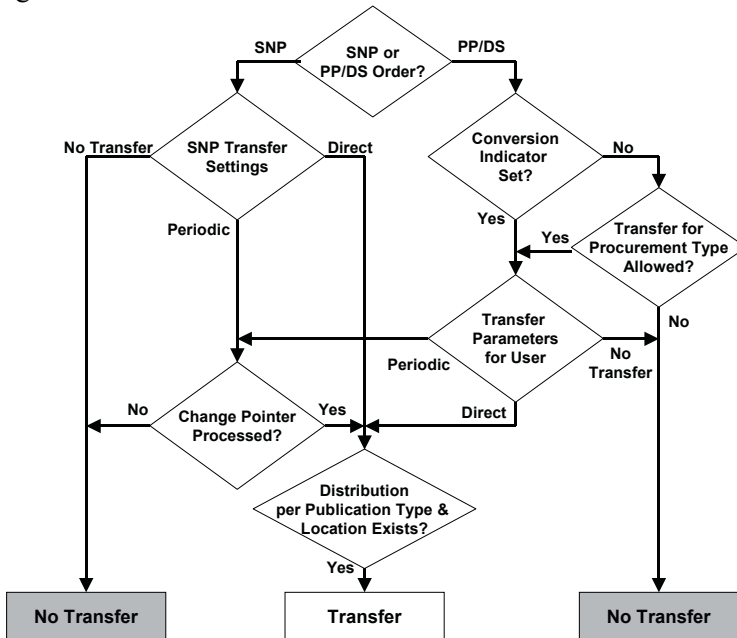 SNP
SNP or
PP/DS Order?
PP/DS
No Transfer
SNP Transfer
Settings
Direct
Conversion
Indicator
Set?
No
Periodic
Yes
Yes
Transfer for
Procurement Type
Allowed?
Transfer
Parameters
for User
No
Periodic
No
Transfer
No
Change Pointer
Processed?
Yes
Direct
Distribution
per Publication Type &
Location Exists?
Yes
No Transfer
Transfer
No Transfer